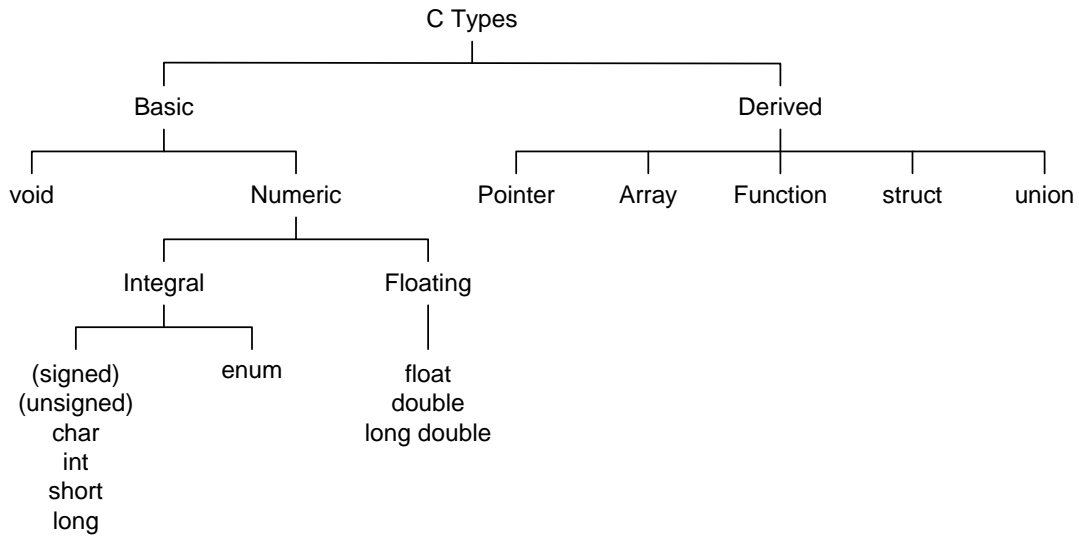 C Types
Basic
Derived
void
Numeric
Pointer
Array
Function
struct
union
Integral
Floating
(signed)
(unsigned)
char
int
short
long
enum
float
double
long double